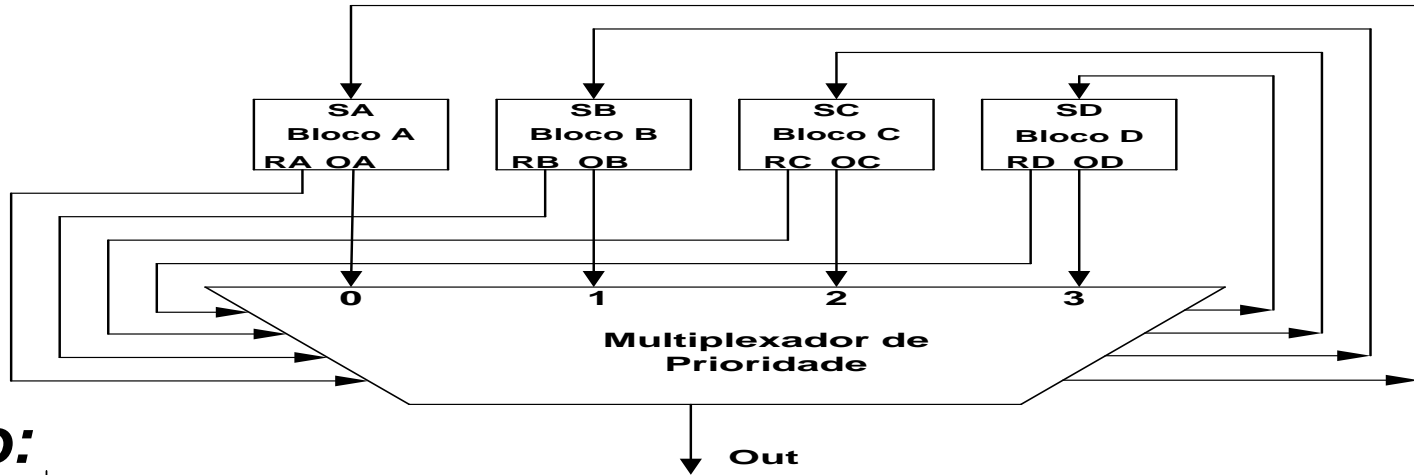 SA SB SC SD
Bloco A Bloco B Bloco C Bloco D
RA OA RB OB RC OC RD OD
0 1 2 3
Multiplexador de
Prioridade
o:
Out